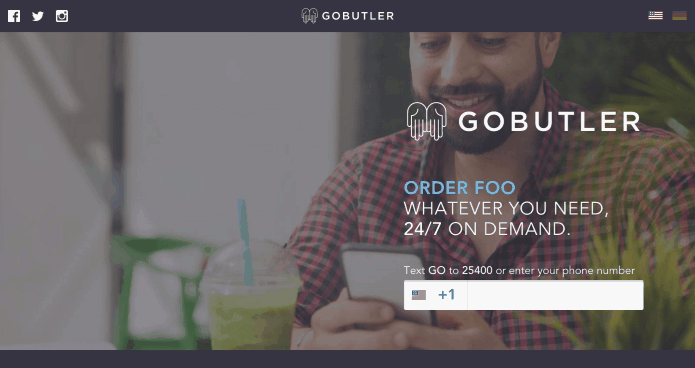 GOBUTLER
GOBUTLER
ORDER FOO
WHATEVER YOU NEED,
24/7 ON DEMAND.
Text GO to 25400 or enter your phone number
+1